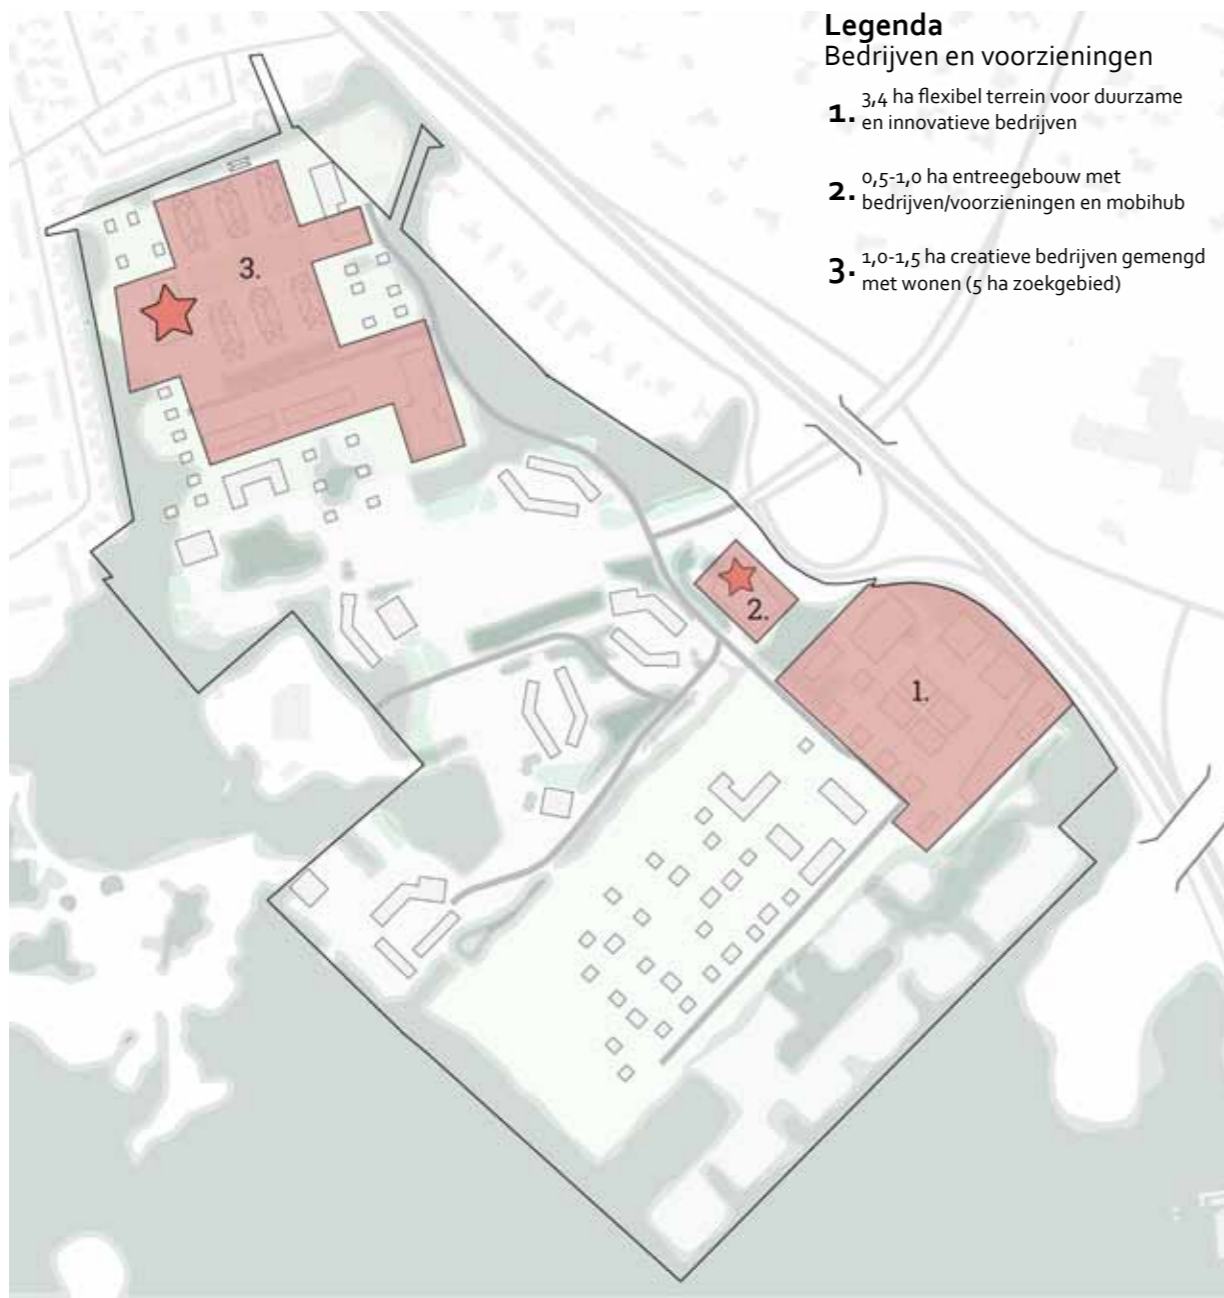 Legenda
Bedrijven en voorzieningen
1. 3,4 ha flexibel terrein voor duurzame
en innovatieve bedrijven
2. 0,5-1,0 ha entreegebouw met
bedrijven/voorzieningen en mobihub
3. 1,0-1,5 ha creatieve bedrijven gemengd
met wonen (5 ha zoekgebied)
3.
2.
1.